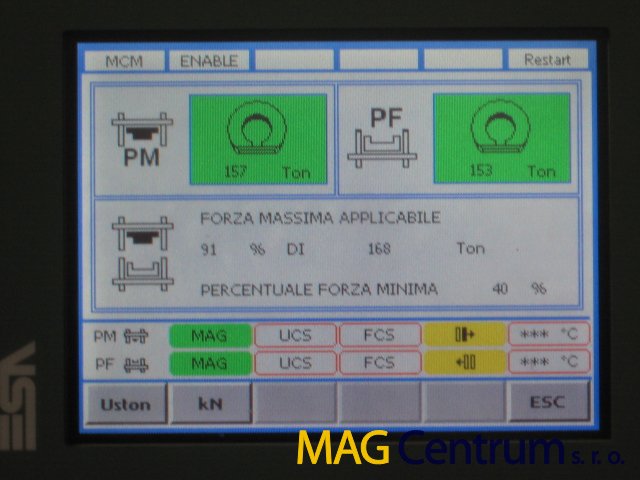 MCM ENABLE Restart
PM 157 Ton
PF 153 Ton
FORZA MASSIMA APPLICABILE
91 % DI 168 Ton
PERCENTUALE FORZA MINIMA 40 %
PM MAG UCS FCS *** °C
PF MAG UCS FCS *** °C
Uston kN ESC
MAG Centrum s. r. o.